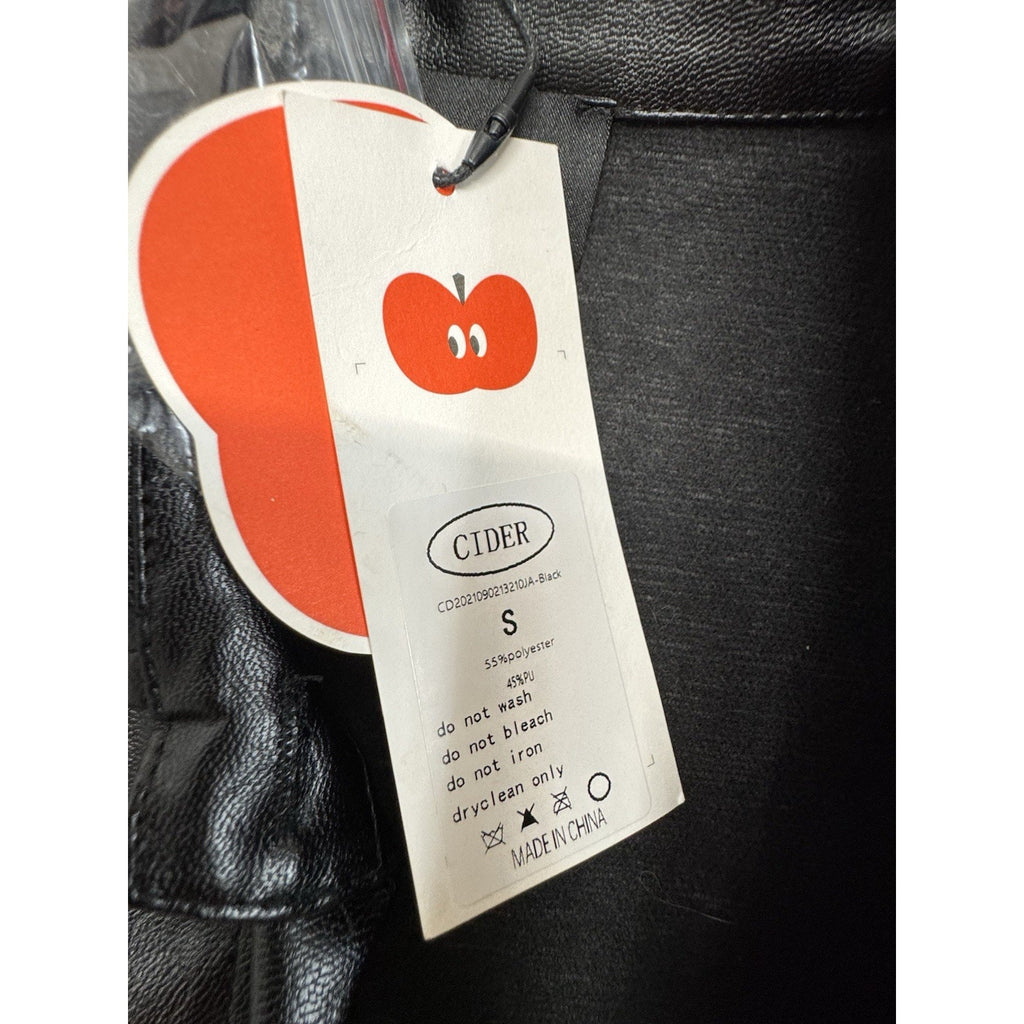 CIDER
CD2021090213210JA-Black
S
55%polyester
45%PU
do not wash
do not bleach
do not iron
dryclean only
MADE IN CHINA